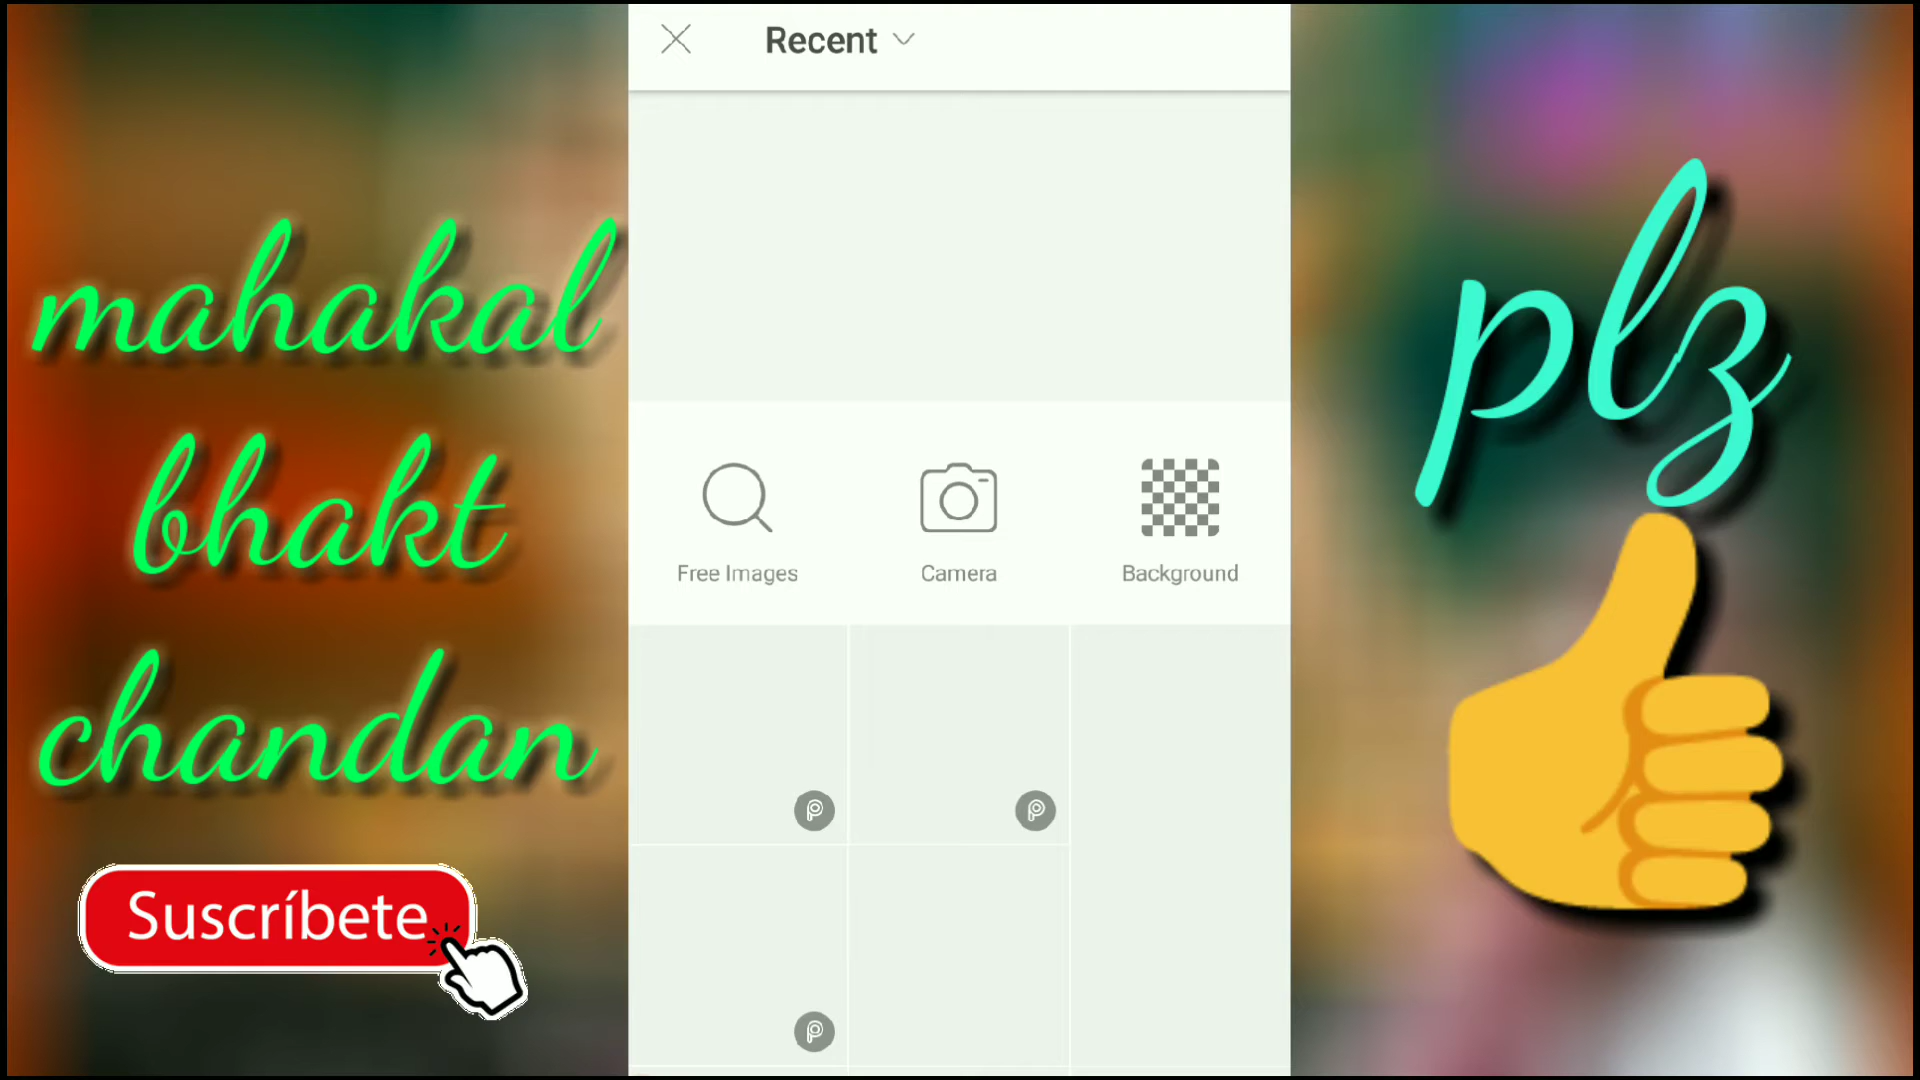 mahakal
bhakt
chandan
Suscríbete
Recent
Free Images
Camera
Background
plz